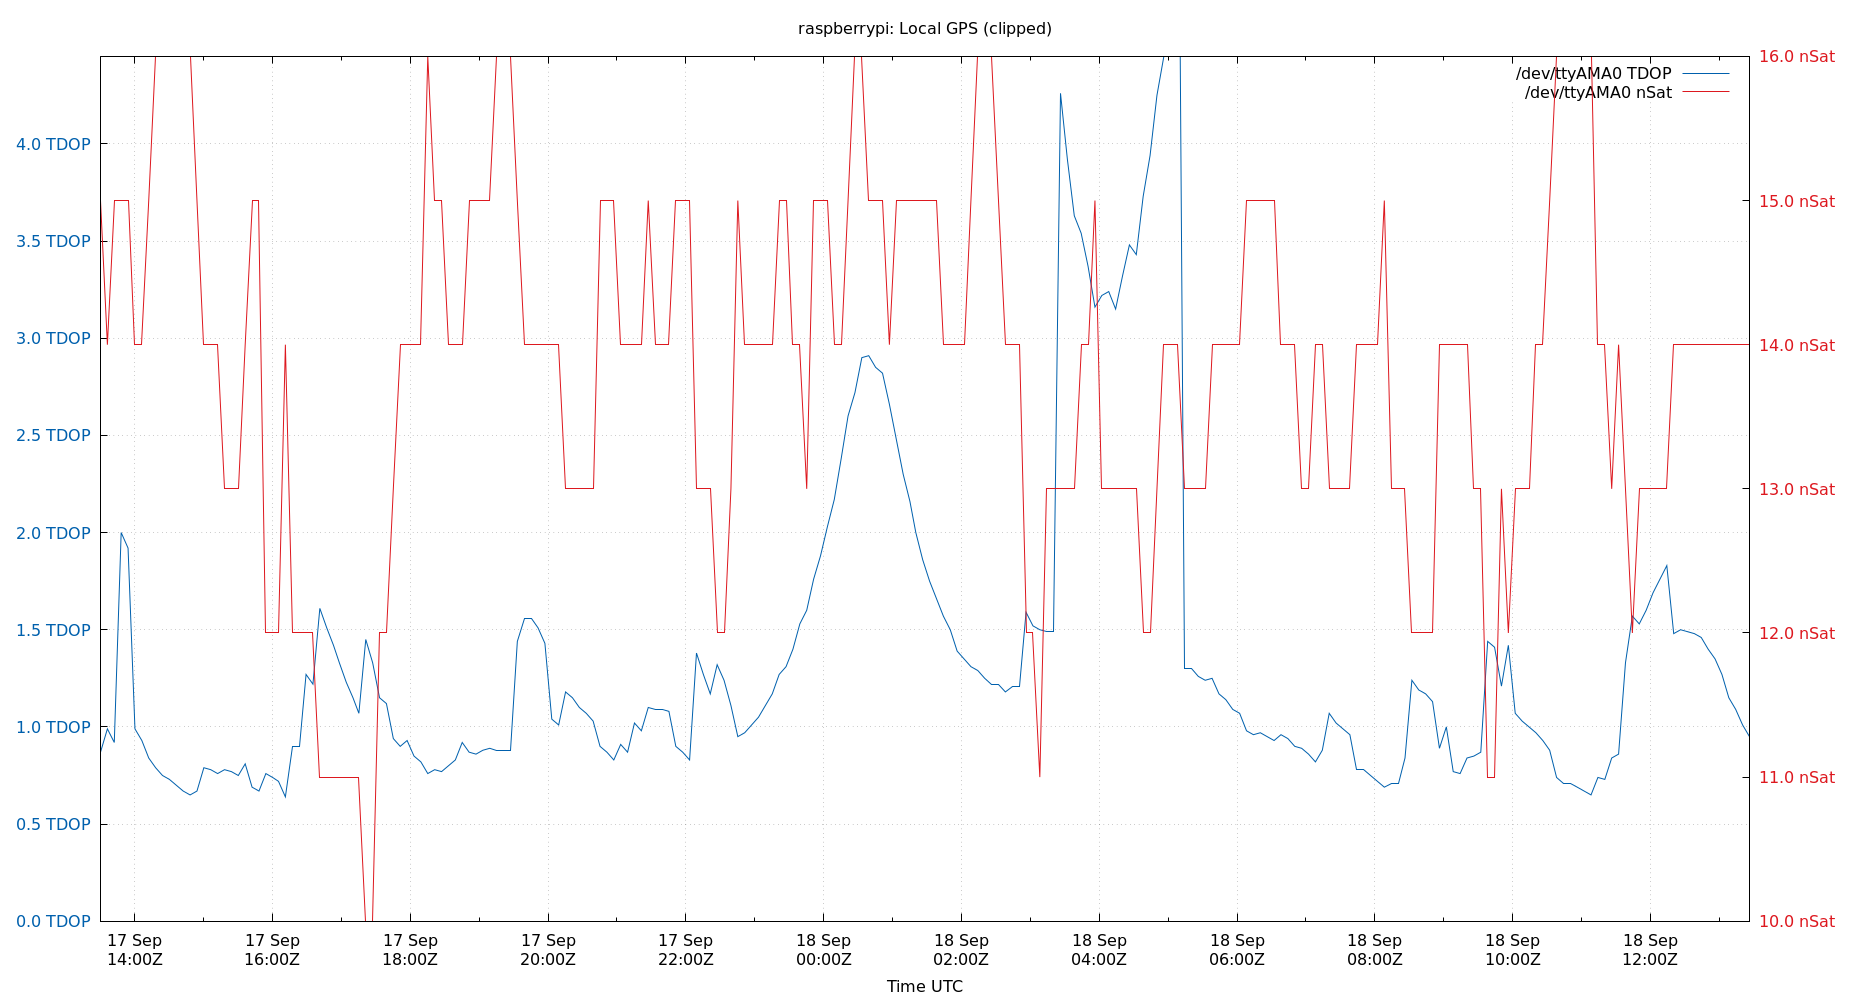 raspberrypi: Local GPS (clipped)
/dev/ttyAMA0 TDOP
/dev/ttyAMA0 nSat
4.0 TDOP
3.5 TDOP
3.0 TDOP
2.5 TDOP
2.0 TDOP
1.5 TDOP
1.0 TDOP
0.5 TDOP
0.0 TDOP
16.0 nSat
15.0 nSat
14.0 nSat
13.0 nSat
12.0 nSat
11.0 nSat
10.0 nSat
17 Sep
14:00Z
17 Sep
16:00Z
17 Sep
18:00Z
17 Sep
20:00Z
17 Sep
22:00Z
18 Sep
00:00Z
18 Sep
02:00Z
18 Sep
04:00Z
18 Sep
06:00Z
18 Sep
08:00Z
18 Sep
10:00Z
18 Sep
12:00Z
Time UTC